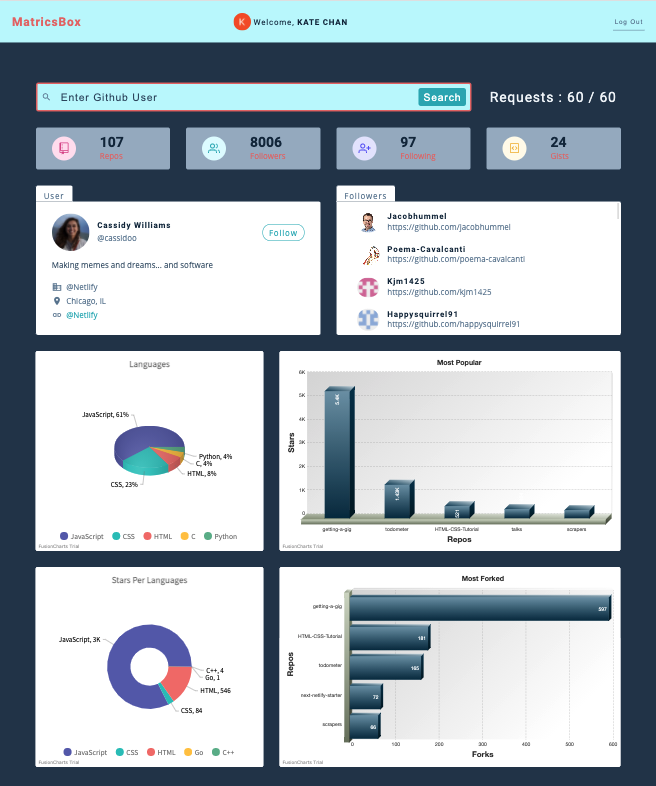 MatricsBox
K Welcome, KATE CHAN
Log Out
Enter Github User
Search
Requests : 60 / 60
107
Repos
8006
Followers
97
Following
24
Gists
User
Cassidy Williams
@cassidoo
Follow
Making memes and dreams... and software
@Netlify
Chicago, IL
@Netlify
Followers
Jacobhummel
https://github.com/jacobhummel
Poema-Cavalcanti
https://github.com/poema-cavalcanti
Kjm1425
https://github.com/kjm1425
Happysquirrel91
https://github.com/happysquirrel91
Languages
JavaScript, 61%
Python, 4%
C, 4%
HTML, 8%
CSS, 23%
JavaScript CSS HTML C Python
FusionCharts Trial
Most Popular
Stars
6K
5K
4K
3K
2K
1K
0
5.4K
1.43K
521
getting-a-gig todometer HTML-CSS-Tutorial talks scrapers
Repos
FusionCharts Trial
Stars Per Languages
JavaScript, 3K
C++, 4
Go, 1
HTML, 546
CSS, 84
JavaScript CSS HTML Go C++
FusionCharts Trial
Most Forked
Repos
getting-a-gig 597
HTML-CSS-Tutorial 181
todometer 165
next-netlify-starter 72
scrapers 66
0 100 200 300 400 500 600
Forks
FusionCharts Trial